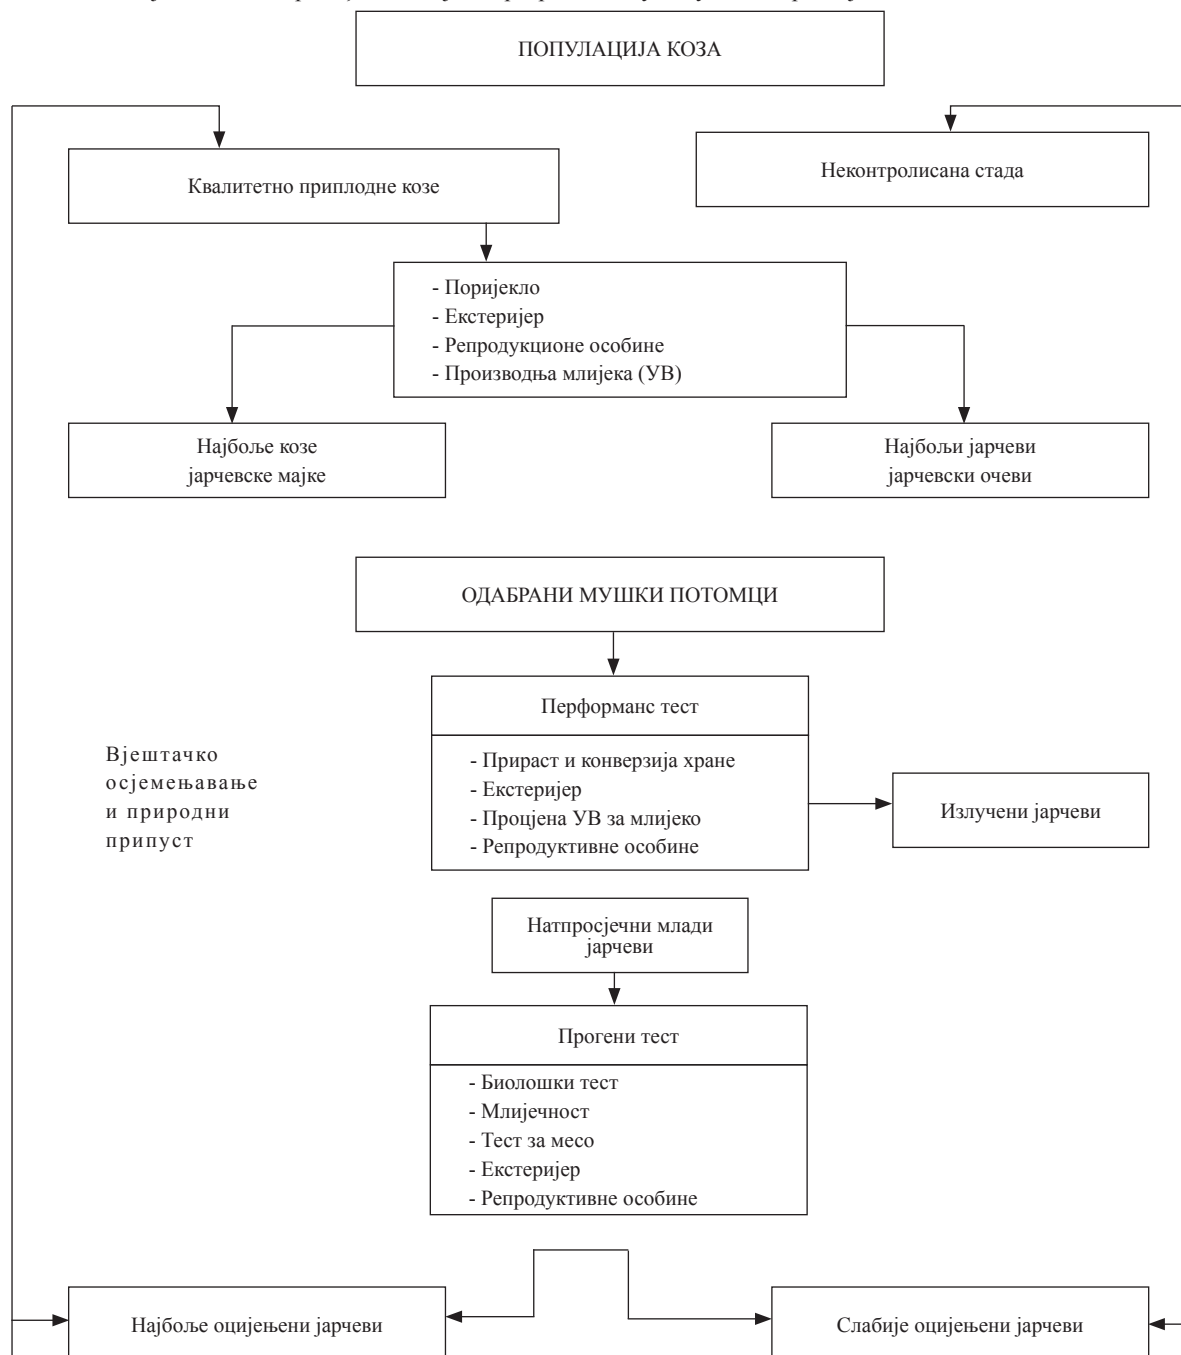 ПОПУЛАЦИЈА КОЗА
Квалитетно приплодне козе
Неконтролисана стада
- Поријекло
- Екстеријер
- Репродукционе особине
- Производња млијека (УВ)
Најбоље козе
јарчевске мајке
Најбољи јарчеви
јарчевски очеви
ОДАБРАНИ МУШКИ ПОТОМЦИ
Перформанс тест
- Прираст и конверзија хране
- Екстеријер
- Процјена УВ за млијеко
- Репродуктивне особине
Вјештачко
осјемењавање
и природни
припуст
Излучени јарчеви
Натпросјечни млади
јарчеви
Прогени тест
- Биолошки тест
- Млијечност
- Тест за месо
- Екстеријер
- Репродуктивне особине
Најбоље оцијењени јарчеви
Слабије оцијењени јарчеви